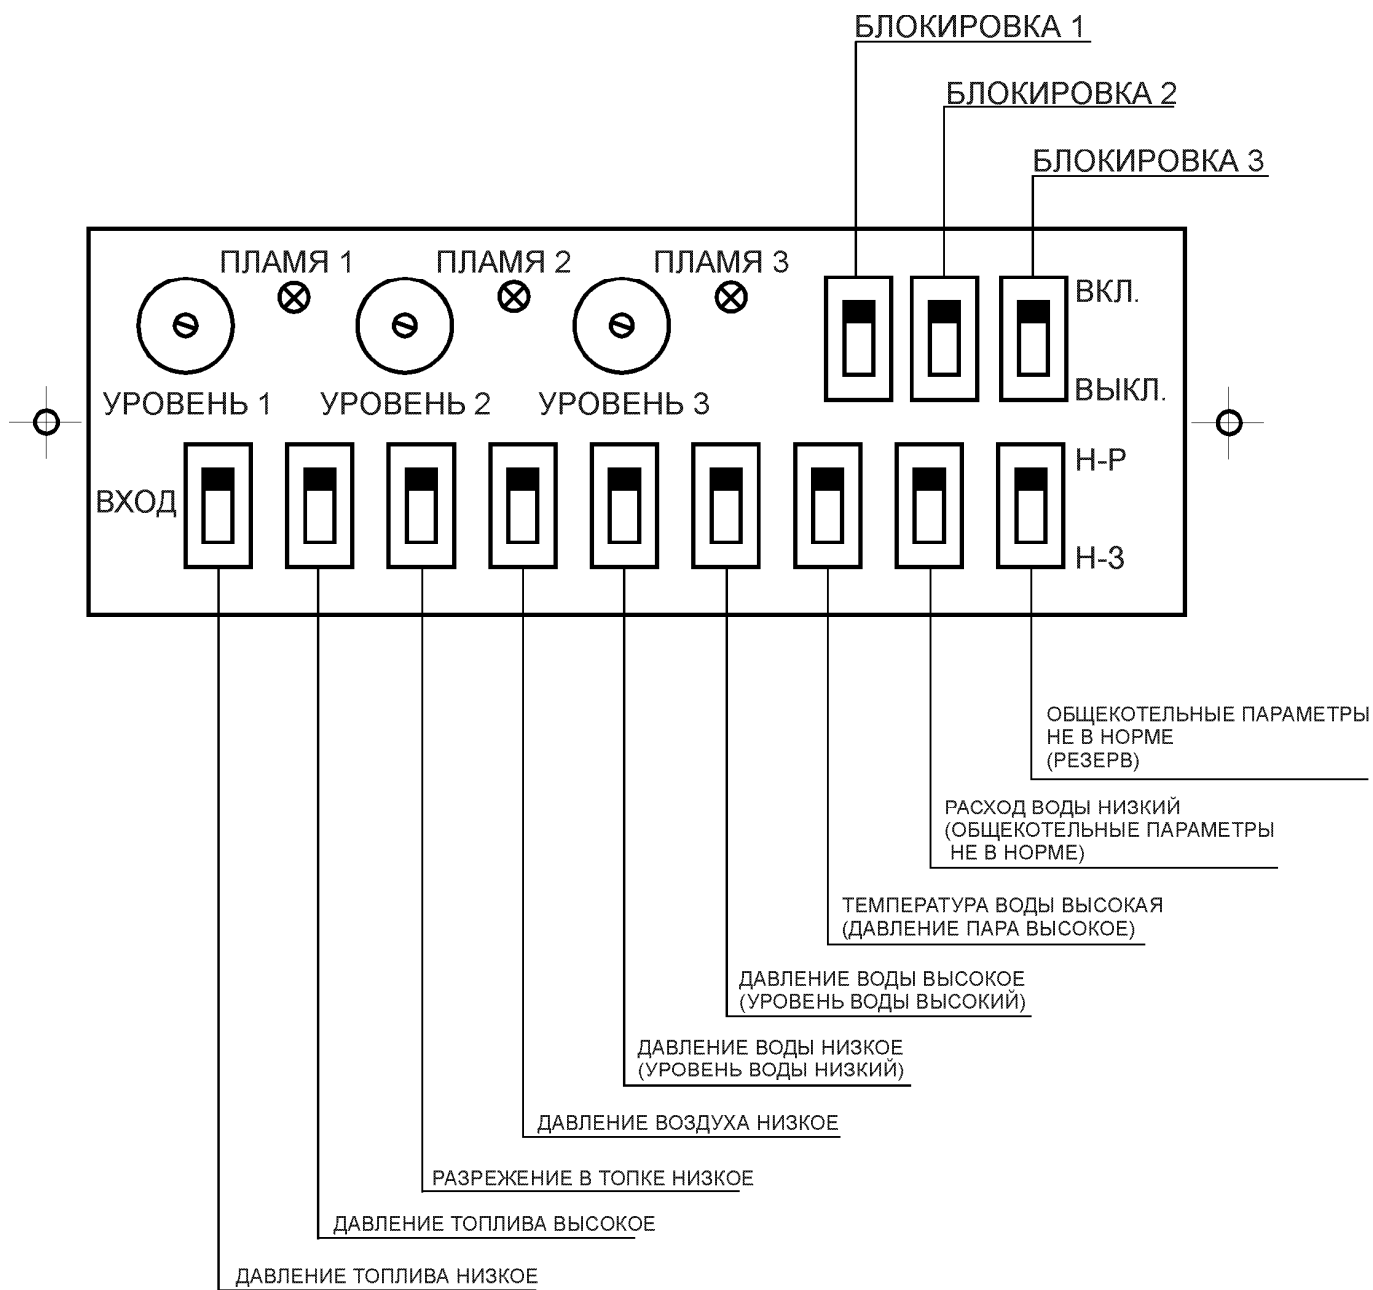 БЛОКИРОВКА 1
БЛОКИРОВКА 2
БЛОКИРОВКА 3
ПЛАМЯ 1
ПЛАМЯ 2
ПЛАМЯ 3
ВКЛ.
ВЫКЛ.
УРОВЕНЬ 1
УРОВЕНЬ 2
УРОВЕНЬ 3
Н-Р
ВХОД
Н-З
ОБЩЕКОТЕЛЬНЫЕ ПАРАМЕТРЫ
НЕ В НОРМЕ
(РЕЗЕРВ)
РАСХОД ВОДЫ НИЗКИЙ
(ОБЩЕКОТЕЛЬНЫЕ ПАРАМЕТРЫ
НЕ В НОРМЕ)
ТЕМПЕРАТУРА ВОДЫ ВЫСОКАЯ
(ДАВЛЕНИЕ ПАРА ВЫСОКОЕ)
ДАВЛЕНИЕ ВОДЫ ВЫСОКОЕ
(УРОВЕНЬ ВОДЫ ВЫСОКИЙ)
ДАВЛЕНИЕ ВОДЫ НИЗКОЕ
(УРОВЕНЬ ВОДЫ НИЗКИЙ)
ДАВЛЕНИЕ ВОЗДУХА НИЗКОЕ
РАЗРЕЖЕНИЕ В ТОПКЕ НИЗКОЕ
ДАВЛЕНИЕ ТОПЛИВА ВЫСОКОЕ
ДАВЛЕНИЕ ТОПЛИВА НИЗКОЕ